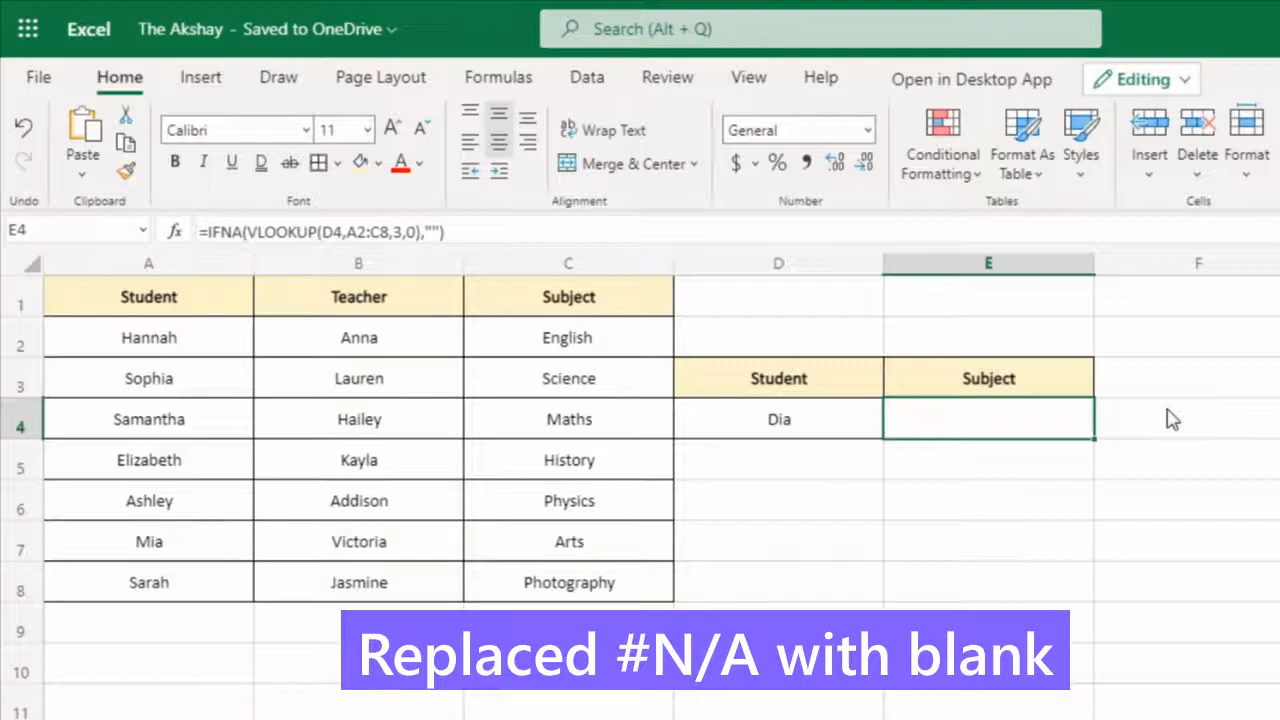 Excel The Akshay - Saved to OneDrive Search (Alt + Q)
File Home Insert Draw Page Layout Formulas Data Review View Help Open in Desktop App Editing
Paste Calibri 11 A A Wrap Text General Conditional Formatting Format As Table Styles Insert Delete Format
B I U D ab A Merge & Center $ % 9 .00 .00
Undo Clipboard Font Alignment Number Tables Cells
E4 fx =IFNA(VLOOKUP(D4,A2:C8,3,0),"")
A B C D E F
1 Student Teacher Subject
2 Hannah Anna English
3 Sophia Lauren Science Student Subject
4 Samantha Hailey Maths Dia
5 Elizabeth Kayla History
6 Ashley Addison Physics
7 Mia Victoria Arts
8 Sarah Jasmine Photography
9
Replaced #N/A with blank
10
11